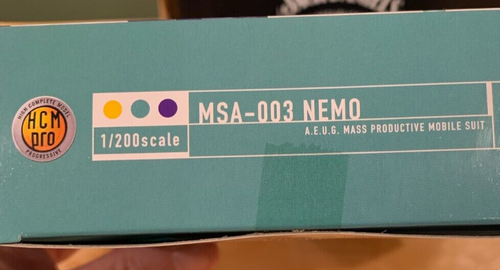 HIGH COMPLETE MODEL
HCM
pro
PROGRESSIVE
1/200scale
MSA-003 NEMO
A.E.U.G. MASS PRODUCTIVE MOBILE SUIT